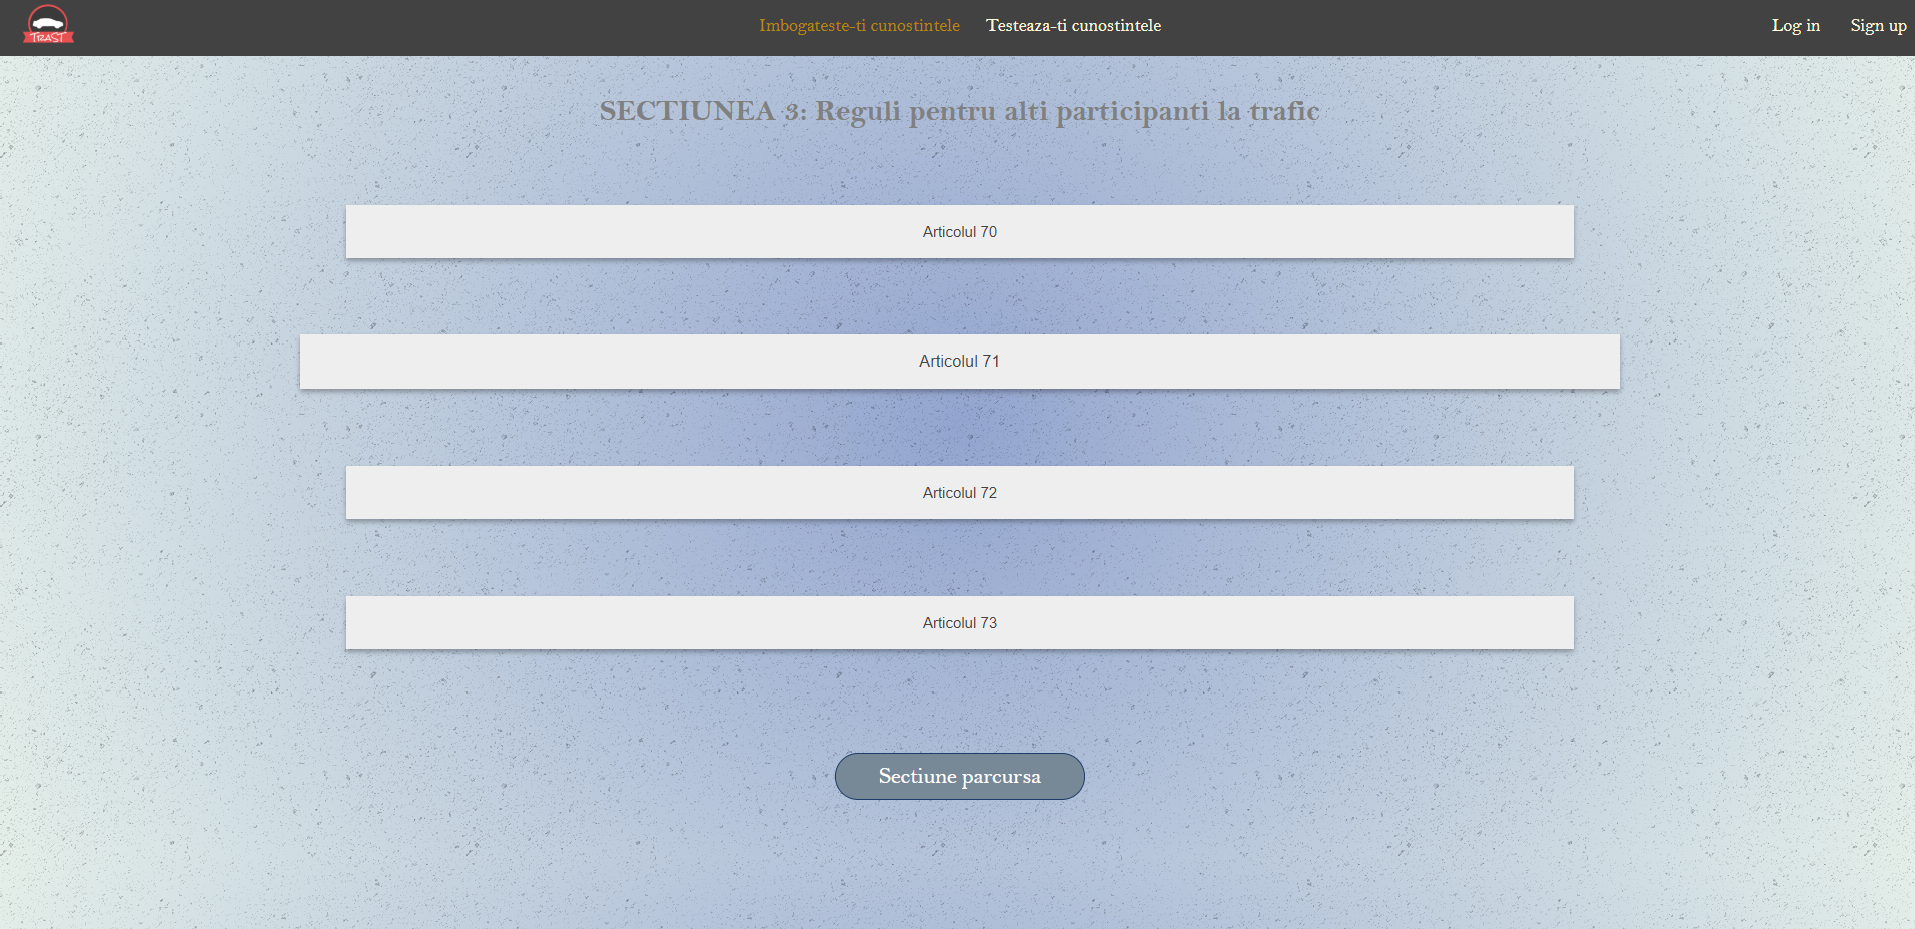 TRAST
Imbogateste-ti cunostintele
Testeaza-ti cunostintele
Log in
Sign up
SECTIUNEA 3: Reguli pentru alti participanti la trafic
Articolul 70
Articolul 71
Articolul 72
Articolul 73
Sectiune parcursa